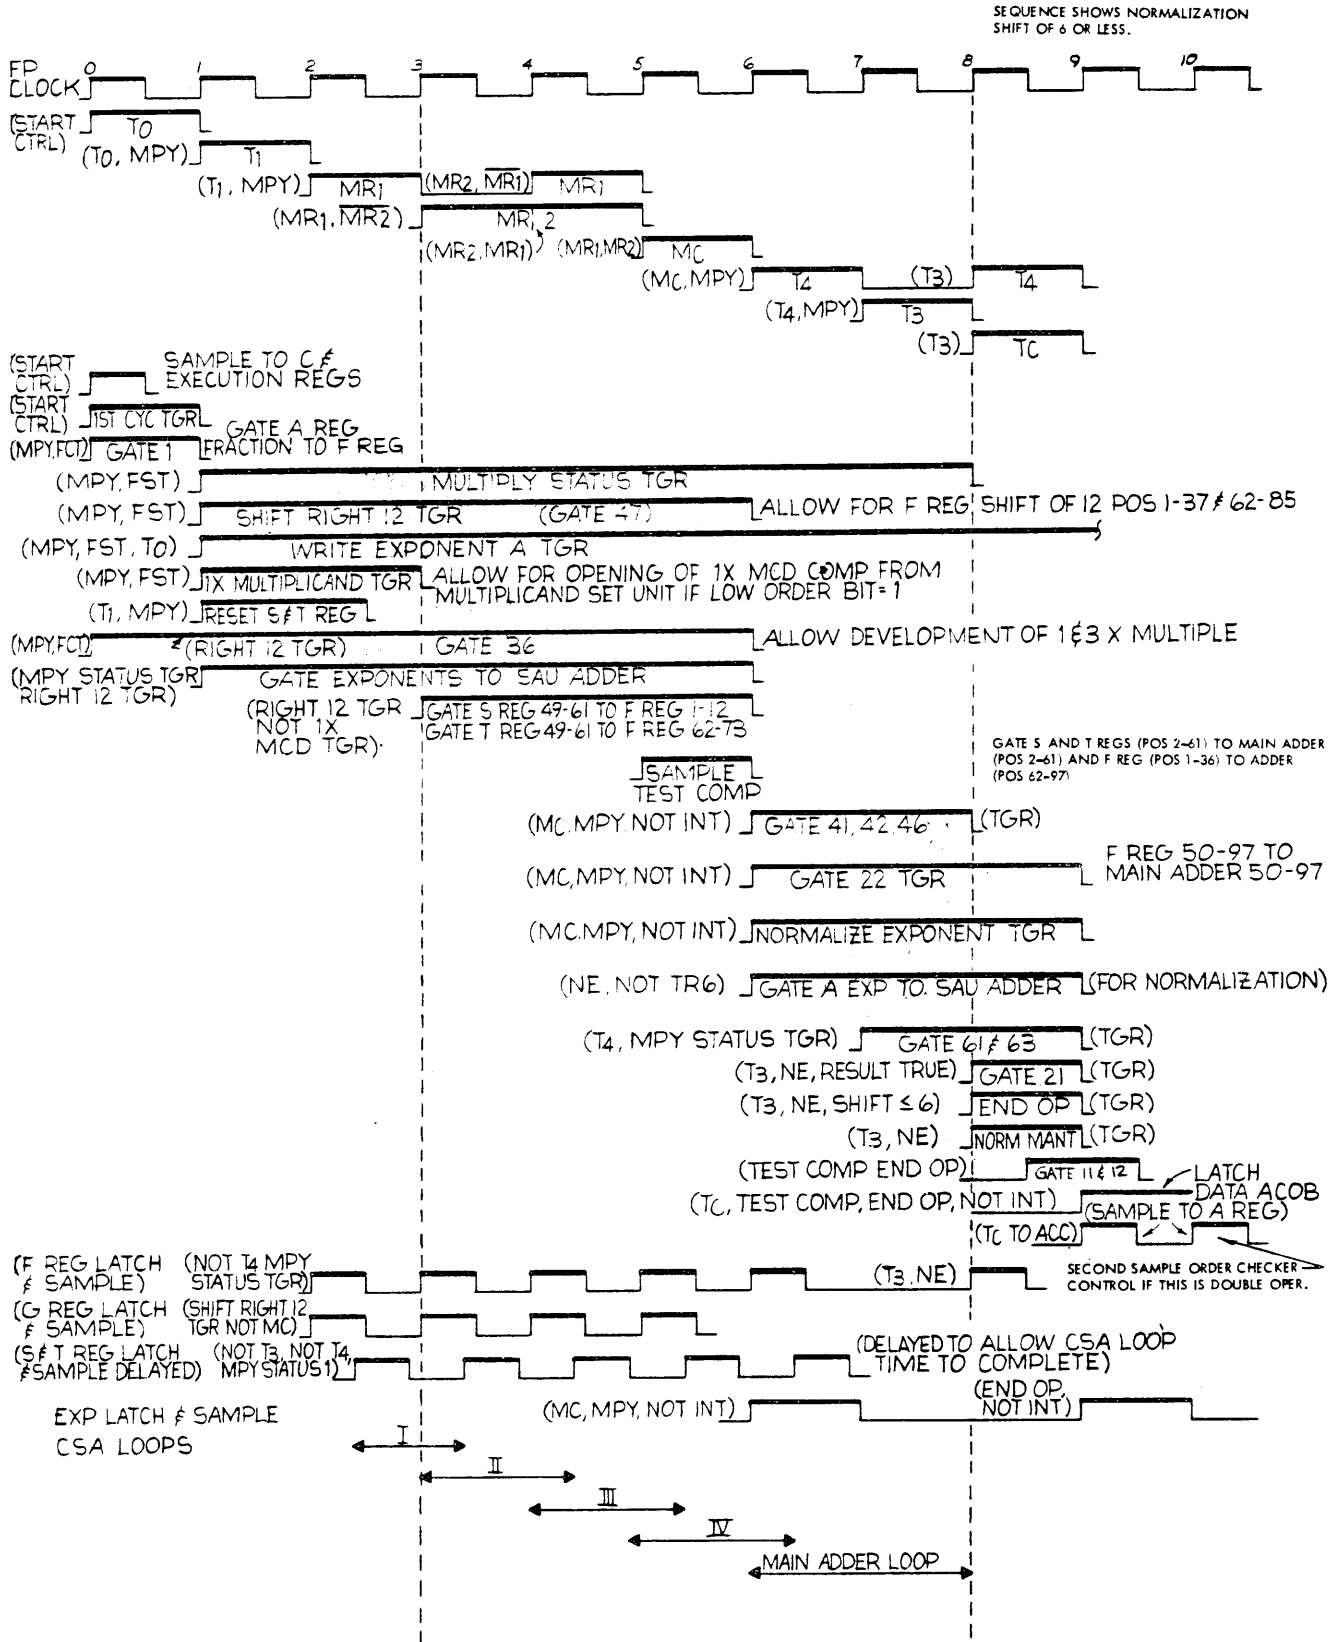 SEQUENCE SHOWS NORMALIZATION
SHIFT OF 6 OR LESS.
FP CLOCK 0 1 2 3 4 5 6 7 8 9 10
(START CTRL) T0
(T0, MPY) T1
(T1, MPY) MR1 (MR2, M̅R̅1̅) MR1
(MR1, M̅R̅2̅) MR 2
(MR2.MR1) (MR1,MR2) MC
(MC,MPY) T4 (T3) T4
(T4,MPY) T3
(T3) TC
(START CTRL) SAMPLE TO C & EXECUTION REGS
(START CTRL) 1ST CYC TGR
(MPY,FCT) GATE 1 GATE A REG FRACTION TO F REG
(MPY, FST) MULTIPLY STATUS TGR
(MPY, FST) SHIFT RIGHT 12 TGR (GATE 47) ALLOW FOR F REG SHIFT OF 12 POS 1-37 & 62-85
(MPY, FST, T0) WRITE EXPONENT A TGR
(MPY, FST) 1X MULTIPLICAND TGR ALLOW FOR OPENING OF 1X MCD COMP FROM
MULTIPLICAND SET UNIT IF LOW ORDER BIT=1
(T1, MPY) RESET S & T REG
(MPY,FCT) (RIGHT 12 TGR) GATE 36 ALLOW DEVELOPMENT OF 1 & 3 X MULTIPLE
(MPY STATUS TGR RIGHT 12 TGR) GATE EXPONENTS TO SAU ADDER
(RIGHT 12 TGR NOT 1X MCD TGR). GATE S REG 49-61 TO F REG 1-12
GATE T REG 49-61 TO F REG 62-73
GATE S AND T REGS (POS 2-61) TO MAIN ADDER
(POS 2-61) AND F REG (POS 1-36) TO ADDER
(POS 62-97)
SAMPLE TEST COMP
(MC.MPY.NOT INT) GATE 41, 42, 46 (TGR)
(MC,MPY, NOT INT) GATE 22 TGR F REG 50-97 TO
MAIN ADDER 50-97
(MC.MPY, NOT INT) NORMALIZE EXPONENT TGR
(NE, NOT TR6) GATE A EXP TO SAU ADDER (FOR NORMALIZATION)
(T4, MPY STATUS TGR) GATE 61 & 63 (TGR)
(T3, NE, RESULT TRUE) GATE 21 (TGR)
(T3, NE, SHIFT ≤ 6) END OP (TGR)
(T3, NE) NORM MANT (TGR)
(TEST COMP END OP) GATE 11 & 12
LATCH
DATA ACOB
(TC, TEST COMP, END OP, NOT INT) (SAMPLE TO A REG)
(TC TO ACC)
SECOND SAMPLE ORDER CHECKER
CONTROL IF THIS IS DOUBLE OPER.
(F REG LATCH & SAMPLE) (NOT T4 MPY STATUS TGR) (T3, NE)
(G REG LATCH & SAMPLE) (SHIFT RIGHT 12 TGR NOT MC)
(S & T REG LATCH & SAMPLE DELAYED) (NOT T3, NOT T4, MPY STATUS 1) (DELAYED TO ALLOW CSA LOOP
TIME TO COMPLETE)
EXP LATCH & SAMPLE (MC, MPY, NOT INT) (END OP, NOT INT)
CSA LOOPS
I
II
III
IV
MAIN ADDER LOOP